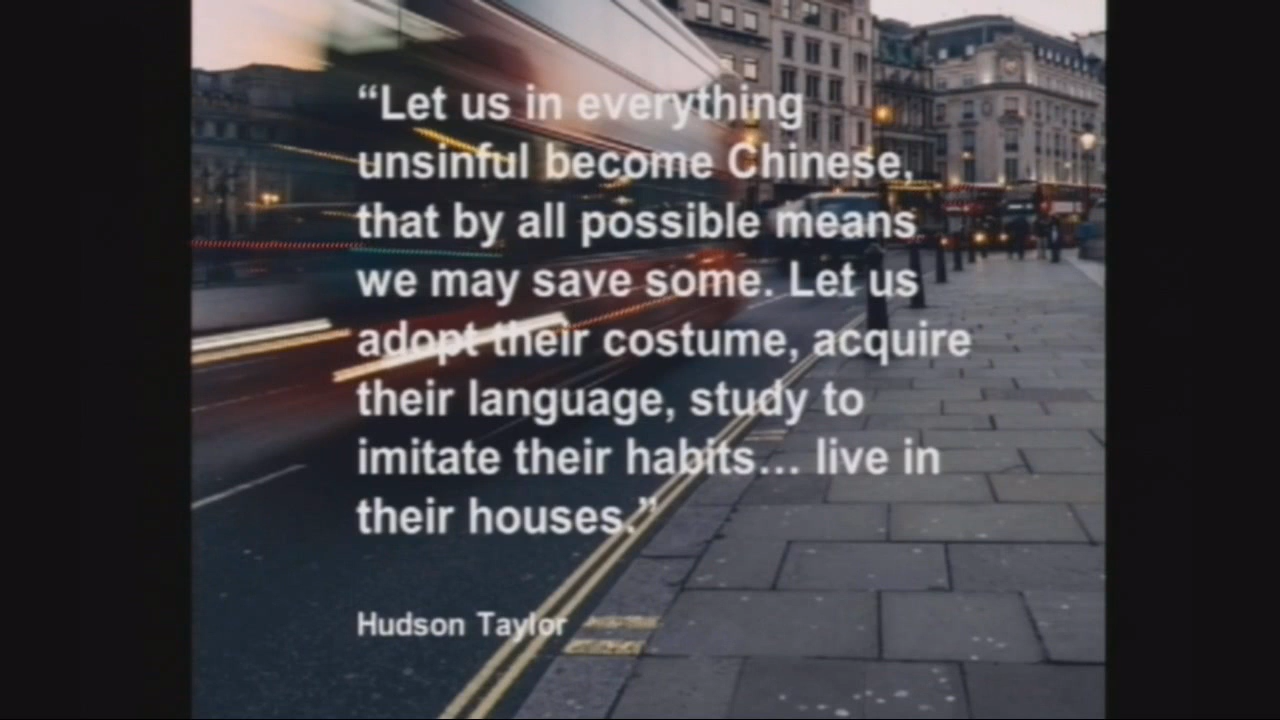 “Let us in everything
unsinful become Chinese,
that by all possible means
we may save some. Let us
adopt their costume, acquire
their language, study to
imitate their habits... live in
their houses.”
Hudson Taylor